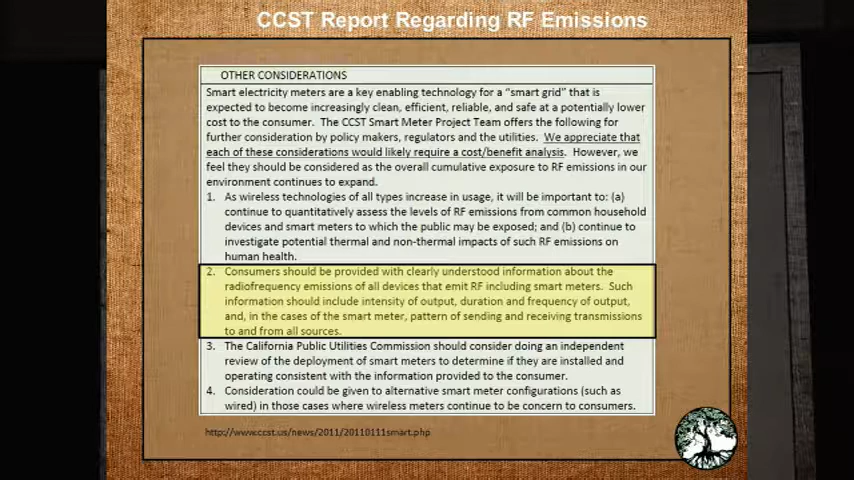 CCST Report Regarding RF Emissions
OTHER CONSIDERATIONS
Smart electricity meters are a key enabling technology for a “smart grid” that is
expected to become increasingly clean, efficient, reliable, and safe at a potentially lower
cost to the consumer. The CCST Smart Meter Project Team offers the following for
further consideration by policy makers, regulators and the utilities. We appreciate that
each of these considerations would likely require a cost/benefit analysis. However, we
feel they should be considered as the overall cumulative exposure to RF emissions in our
environment continues to expand.
1. As wireless technologies of all types increase in usage, it will be important to: (a)
continue to quantitatively assess the levels of RF emissions from common household
devices and smart meters to which the public may be exposed; and (b) continue to
investigate potential thermal and non-thermal impacts of such RF emissions on
human health.
2. Consumers should be provided with clearly understood information about the
radiofrequency emissions of all devices that emit RF including smart meters. Such
information should include intensity of output, duration and frequency of output,
and, in the cases of the smart meter, pattern of sending and receiving transmissions
to and from all sources.
3. The California Public Utilities Commission should consider doing an independent
review of the deployment of smart meters to determine if they are installed and
operating consistent with the information provided to the consumer.
4. Consideration could be given to alternative smart meter configurations (such as
wired) in those cases where wireless meters continue to be concern to consumers.
http://www.ccst.us/news/2011/20110111smart.php